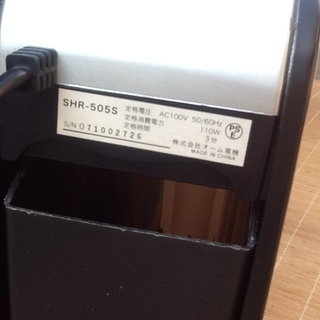 SHR-505S
定格電圧 AC100V 50/60Hz
定格消費電力 110W
定格時間 3分
S/N O.71002726
PSE
株式会社オーム電機
MADE IN CHINA